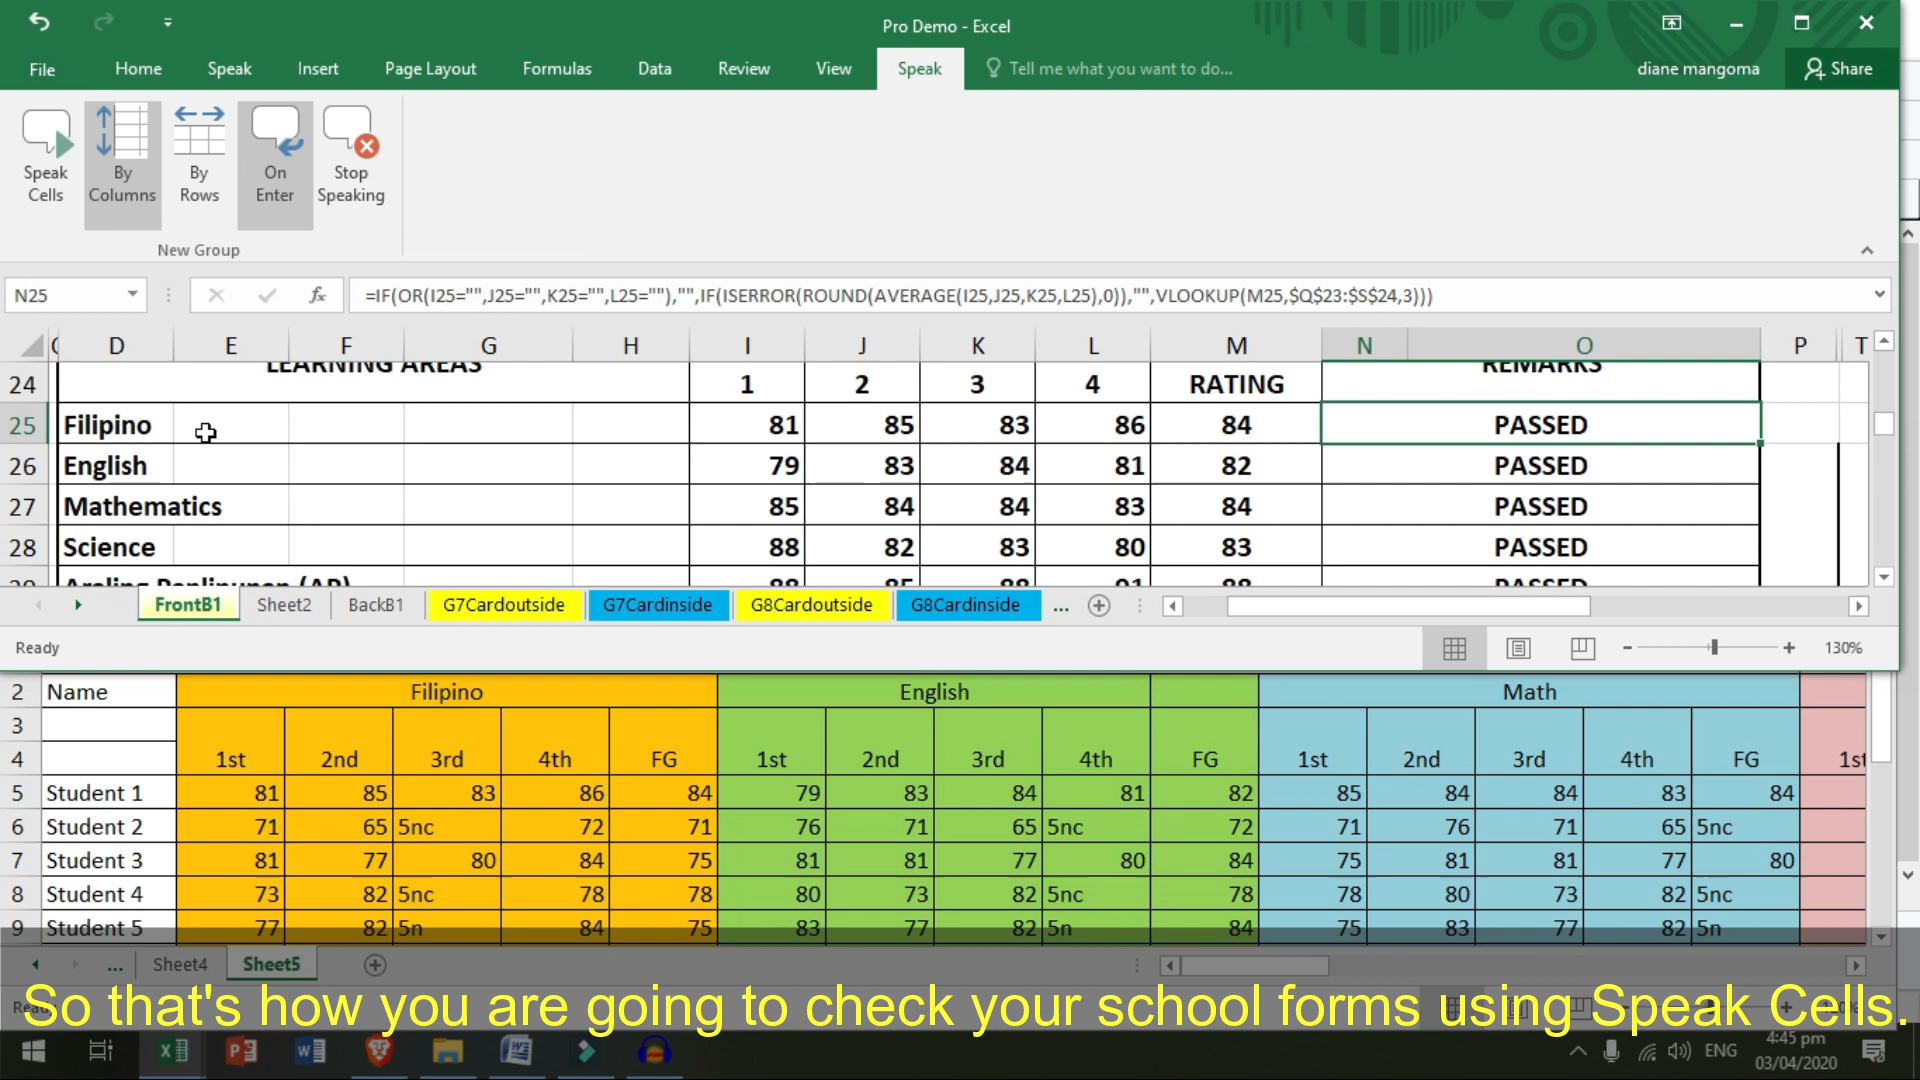 Pro Demo - Excel
File Home Speak Insert Page Layout Formulas Data Review View Speak Tell me what you want to do... diane mangoma Share
Speak Cells
By Columns
By Rows
On Enter
Stop Speaking
New Group
N25 fx =IF(OR(I25="",J25="",K25="",L25=""),"",IF(ISERROR(ROUND(AVERAGE(I25,J25,K25,L25),0)),"",VLOOKUP(M25,$Q$23:$S$24,3)))
D E F G H I J K L M N O P T
24 LEARNING AREAS 1 2 3 4 RATING REMARKS
25 Filipino 81 85 83 86 84 PASSED
26 English 79 83 84 81 82 PASSED
27 Mathematics 85 84 84 83 84 PASSED
28 Science 88 82 83 80 83 PASSED
FrontB1 Sheet2 BackB1 G7Cardoutside G7Cardinside G8Cardoutside G8Cardinside ...
Ready 130%
2 Name Filipino English Math
3
4 1st 2nd 3rd 4th FG 1st 2nd 3rd 4th FG 1st 2nd 3rd 4th FG 1st
5 Student 1 81 85 83 86 84 79 83 84 81 82 85 84 84 83 84
6 Student 2 71 65 5nc 72 71 76 71 65 5nc 72 71 76 71 65 5nc
7 Student 3 81 77 80 84 75 81 81 77 80 84 75 81 81 77 80
8 Student 4 73 82 5nc 78 78 80 73 82 5nc 78 78 80 73 82 5nc
9 Student 5 77 82 5n 84 75 83 77 82 5n 84 75 83 77 82 5n
... Sheet4 Sheet5
So that's how you are going to check your school forms using Speak Cells.
ENG 4:45 pm
03/04/2020